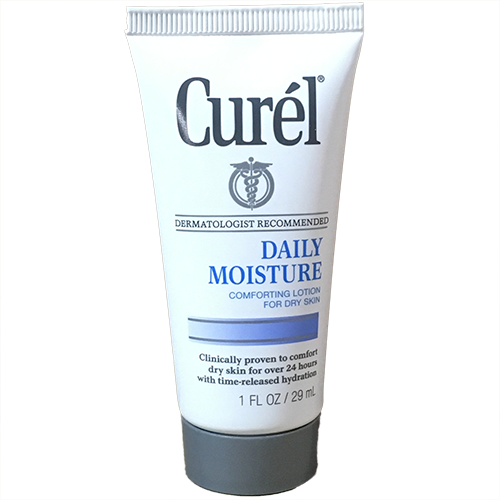 Curél®
DERMATOLOGIST RECOMMENDED
DAILY
MOISTURE
COMFORTING LOTION
FOR DRY SKIN
Clinically proven to comfort
dry skin for over 24 hours
with time-released hydration
1 FL OZ / 29 mL